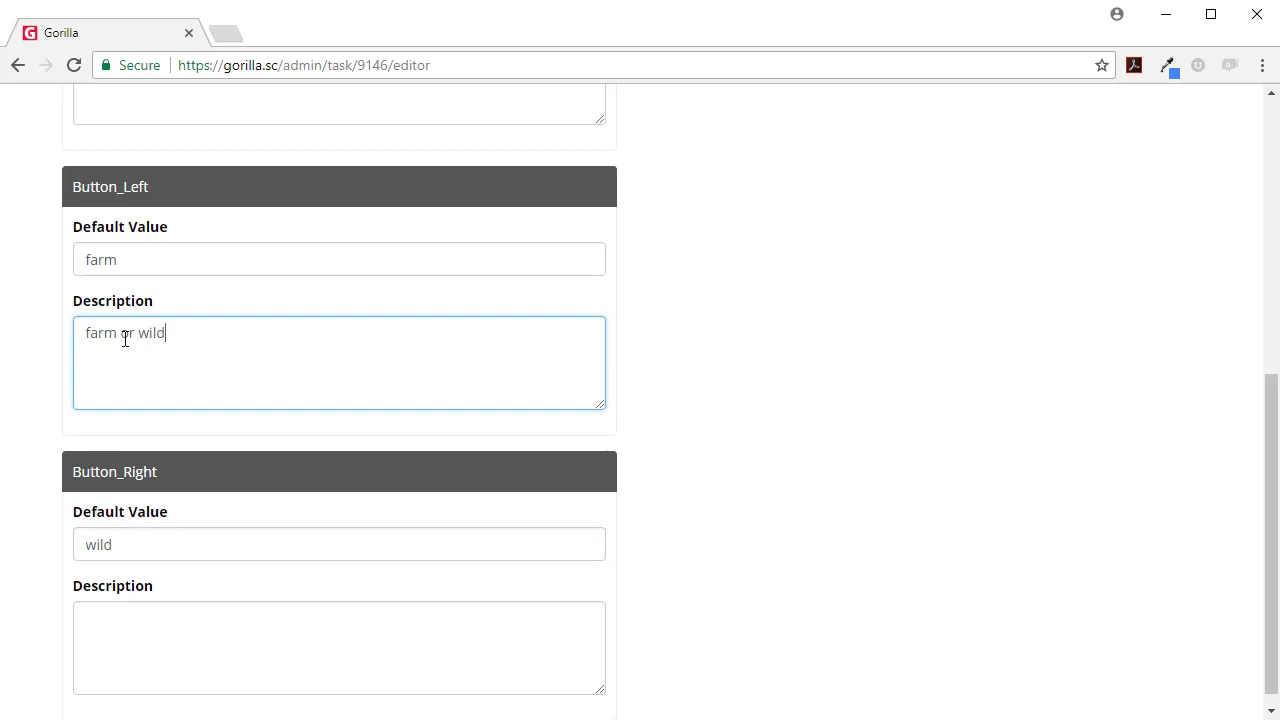 Gorilla
Secure
https://gorilla.sc/admin/task/9146/editor
Button_Left
Default Value
farm
Description
farm or wild
Button_Right
Default Value
wild
Description